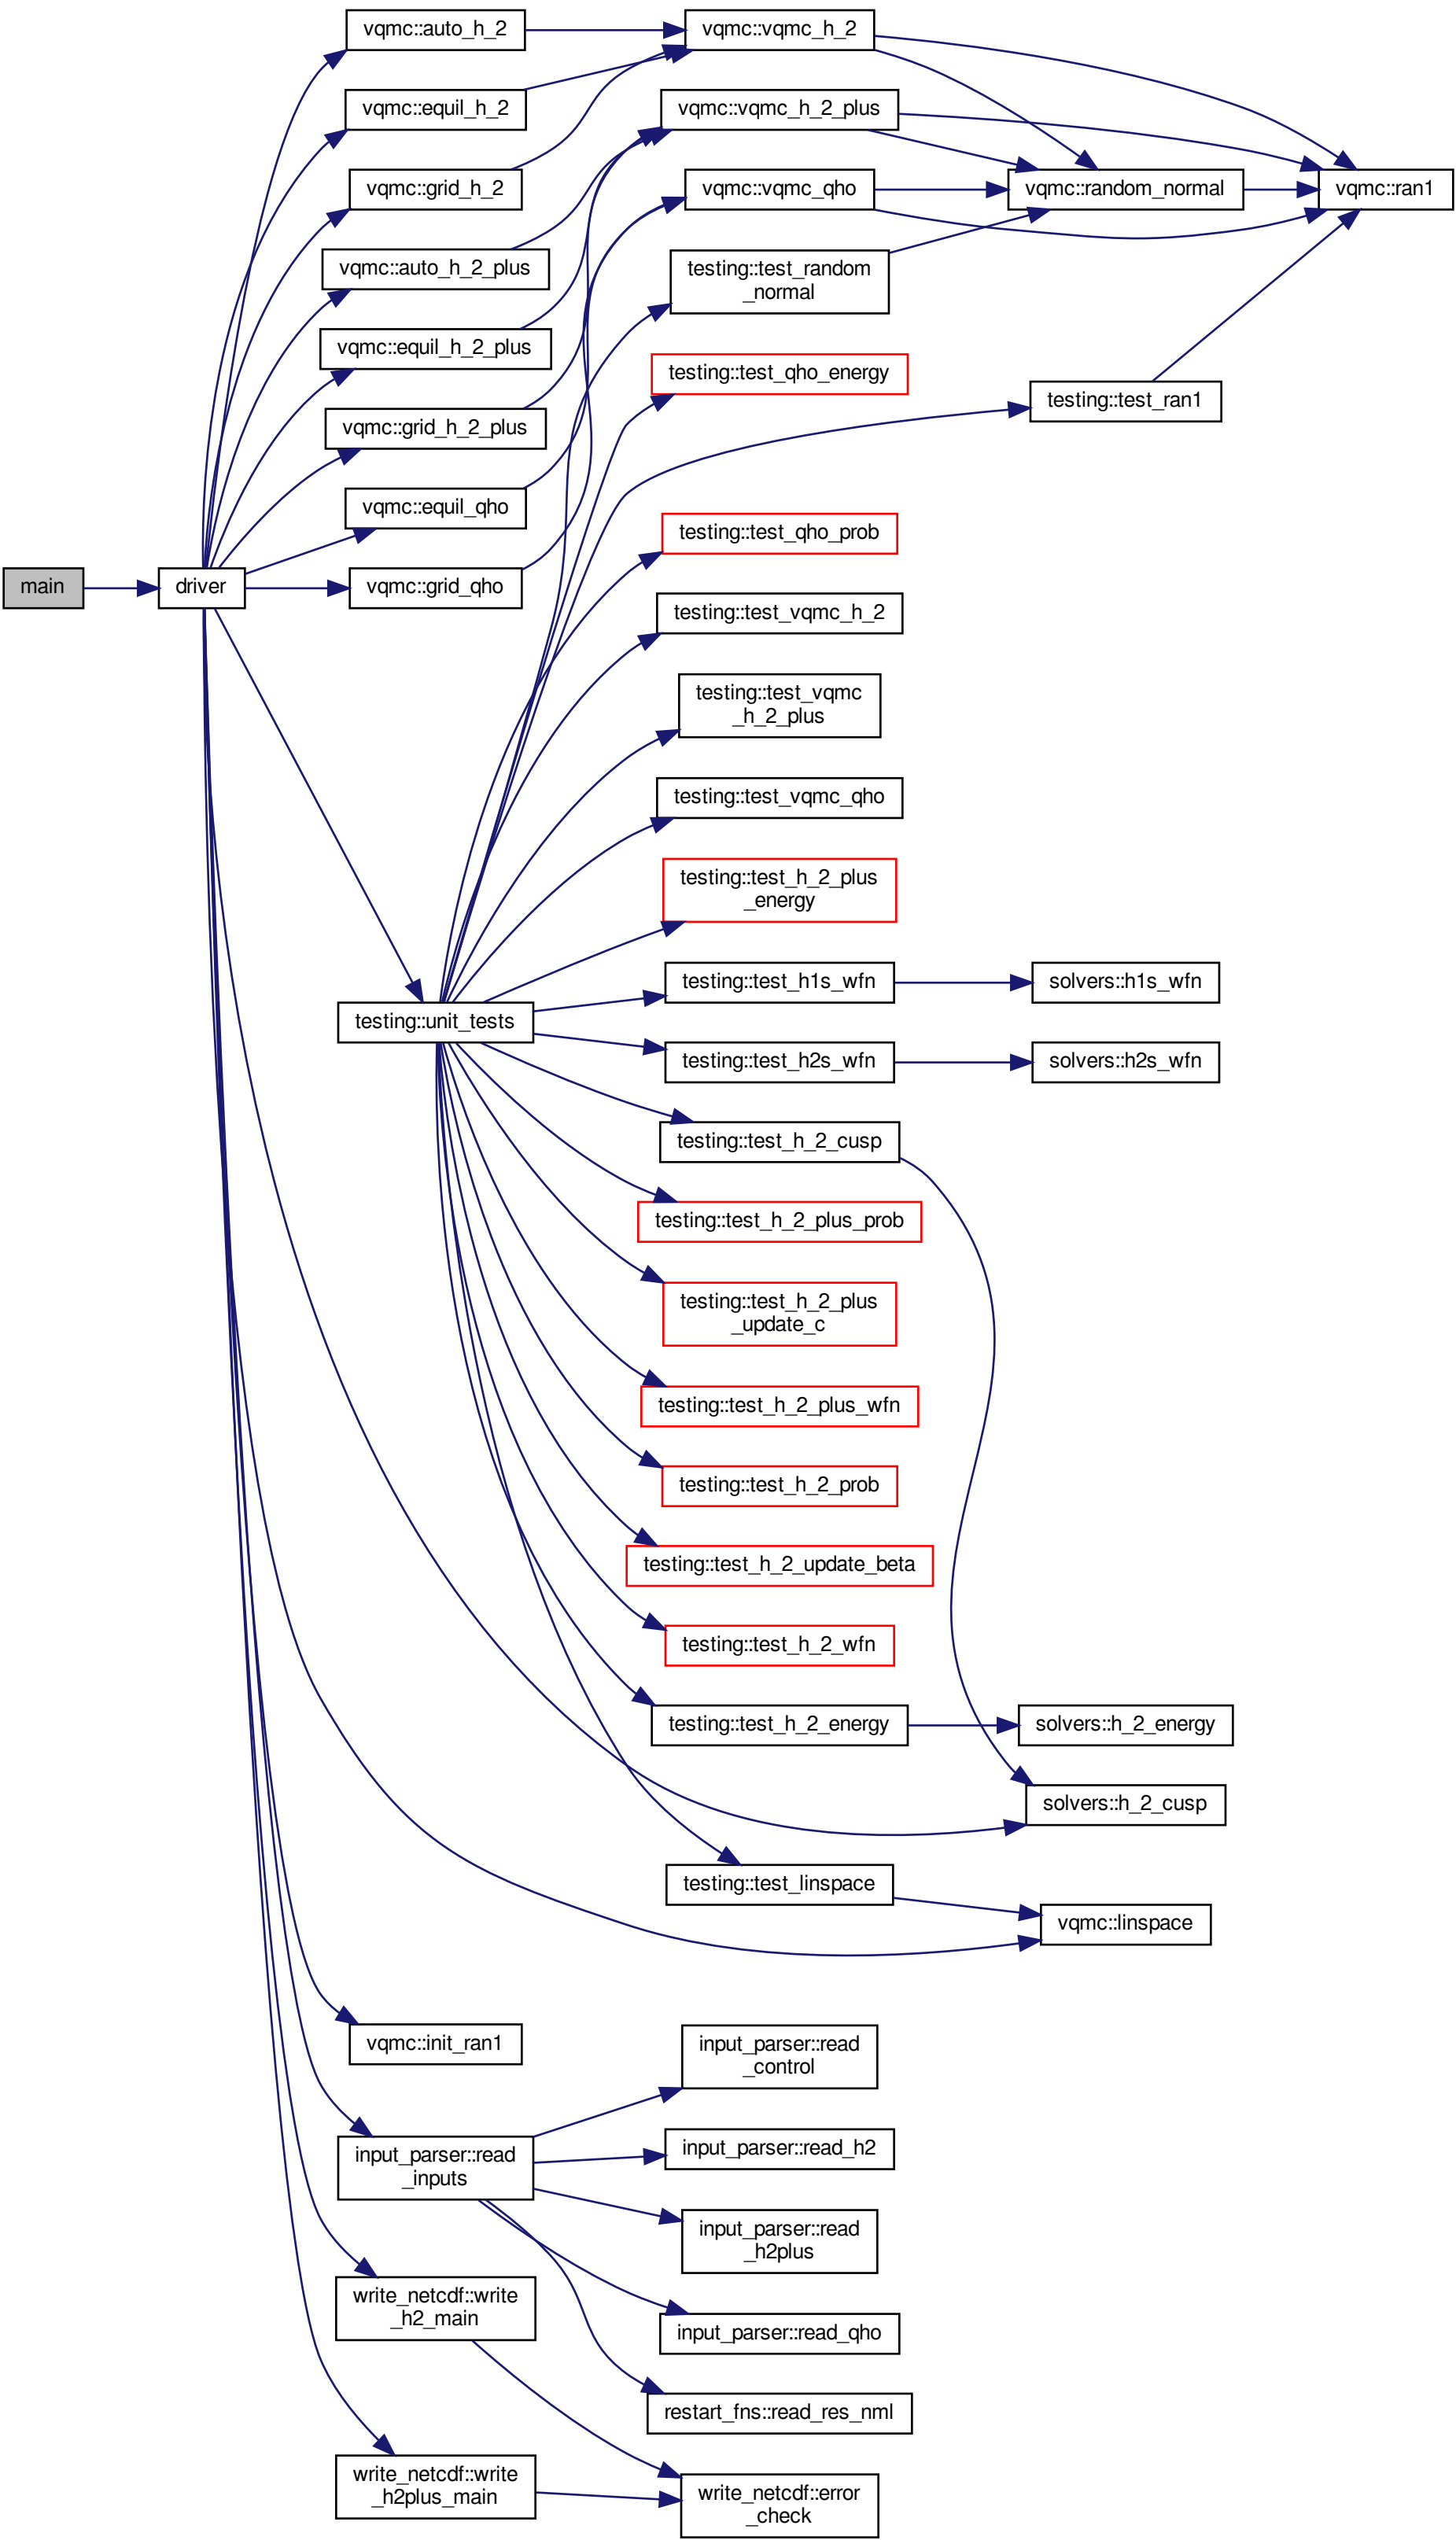 main
driver
vqmc::auto_h_2
vqmc::equil_h_2
vqmc::grid_h_2
vqmc::auto_h_2_plus
vqmc::equil_h_2_plus
vqmc::grid_h_2_plus
vqmc::equil_qho
vqmc::grid_qho
testing::unit_tests
vqmc::init_ran1
input_parser::read
_inputs
write_netcdf::write
_h2_main
write_netcdf::write
_h2plus_main
vqmc::vqmc_h_2
vqmc::vqmc_h_2_plus
vqmc::vqmc_qho
testing::test_random
_normal
testing::test_qho_energy
testing::test_qho_prob
testing::test_vqmc_h_2
testing::test_vqmc
_h_2_plus
testing::test_vqmc_qho
testing::test_h_2_plus
_energy
testing::test_h1s_wfn
testing::test_h2s_wfn
testing::test_h_2_cusp
testing::test_h_2_plus_prob
testing::test_h_2_plus
_update_c
testing::test_h_2_plus_wfn
testing::test_h_2_prob
testing::test_h_2_update_beta
testing::test_h_2_wfn
testing::test_h_2_energy
testing::test_linspace
input_parser::read
_control
input_parser::read_h2
input_parser::read
_h2plus
input_parser::read_qho
restart_fns::read_res_nml
write_netcdf::error
_check
vqmc::random_normal
testing::test_ran1
solvers::h1s_wfn
solvers::h2s_wfn
solvers::h_2_energy
solvers::h_2_cusp
vqmc::linspace
vqmc::ran1